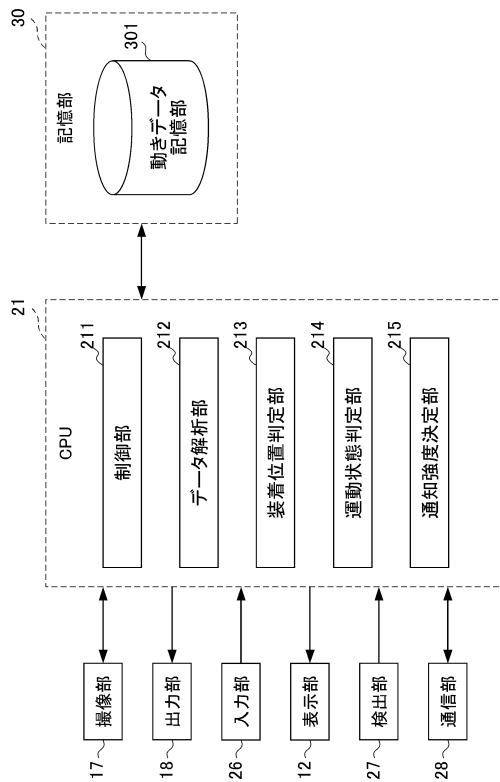 30
記憶部
301
動きデータ
記憶部
21
CPU
211
制御部
212
データ解析部
213
装着位置判定部
214
運動状態判定部
215
通知強度決定部
撮像部
17
出力部
18
入力部
26
表示部
12
検出部
27
通信部
28